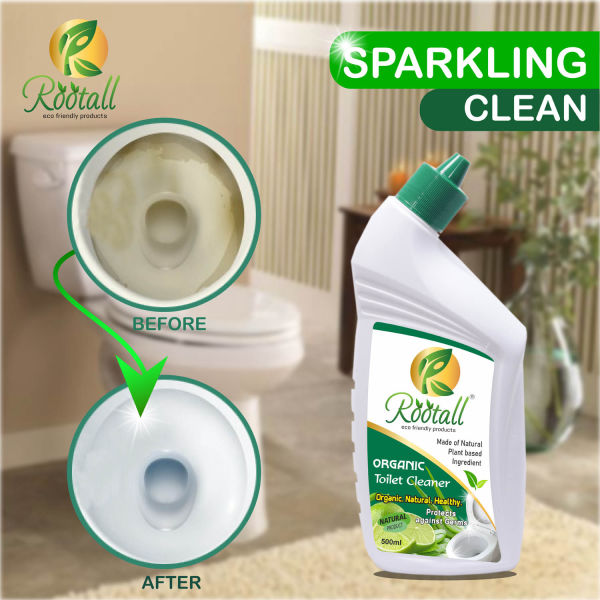 Rootall
eco friendly products
SPARKLING
CLEAN
BEFORE
AFTER
Rootall®
eco friendly products
Made of Natural
Plant based
Ingredient
ORGANIC
Toilet Cleaner
Organic. Natural. Healthy.
Protects
against Germs
NATURAL
PRODUCT
500ml